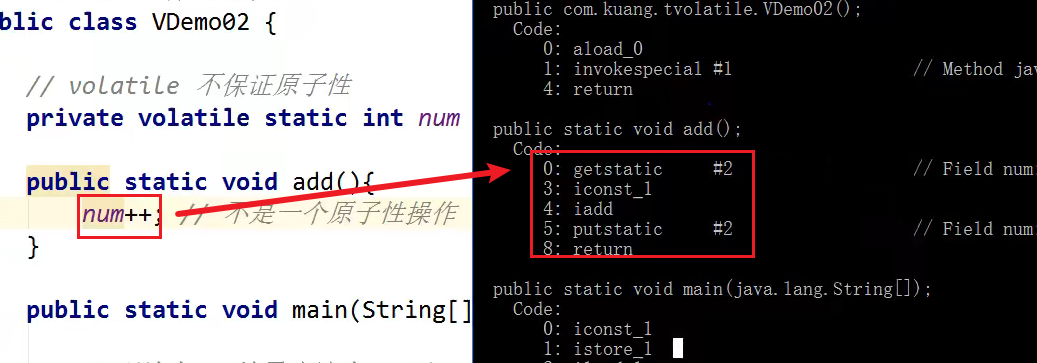 blic class VDemo02 {
// volatile 不保证原子性
private volatile static int num
public static void add(){
num++; // 不是一个原子性操作
}
public static void main(String[]
public com.kuang.tvolatile.VDemo02();
Code:
0: aload_0
1: invokespecial #1 // Method jav
4: return
public static void add();
Code:
0: getstatic #2 // Field num:
3: iconst_1
4: iadd
5: putstatic #2 // Field num:
8: return
public static void main(java.lang.String[]);
Code:
0: iconst_1
1: istore_1